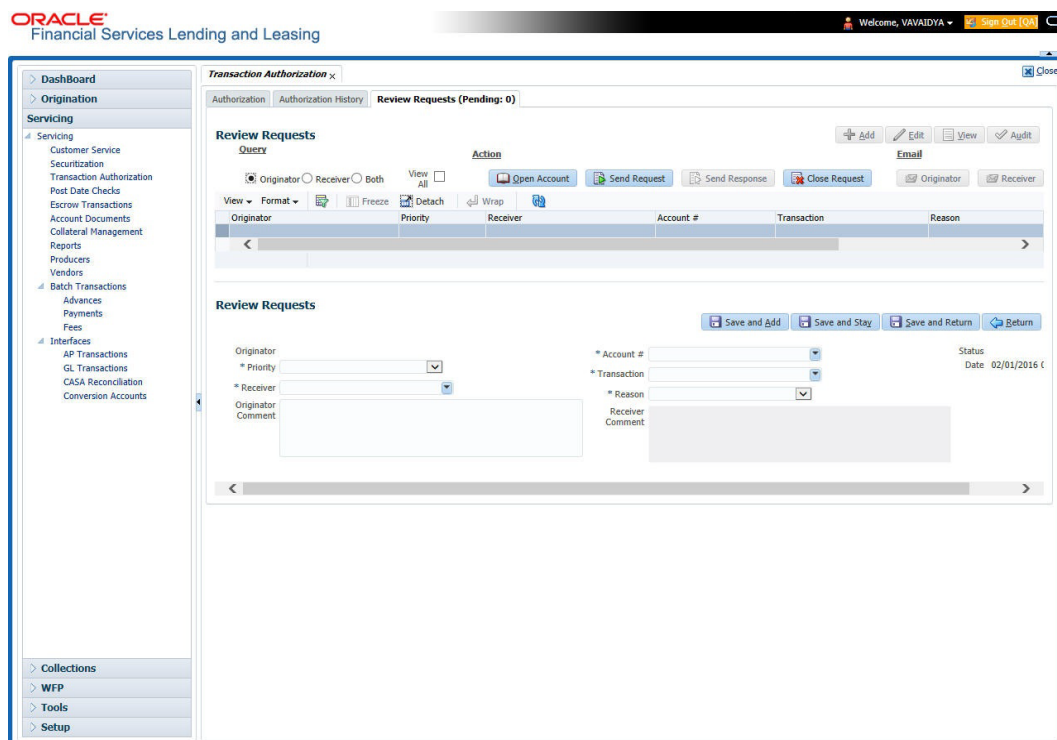 ORACLE
Financial Services Lending and Leasing
Welcome, VAVAIDYA
Sign Out [QA]
Close
DashBoard
Origination
Servicing
Servicing
Customer Service
Securitization
Transaction Authorization
Post Date Checks
Escrow Transactions
Account Documents
Collateral Management
Reports
Producers
Vendors
Batch Transactions
Advances
Payments
Fees
Interfaces
AP Transactions
GL Transactions
CASA Reconciliation
Conversion Accounts
Collections
WFP
Tools
Setup
Transaction Authorization x
Authorization Authorization History Review Requests (Pending: 0)
Review Requests
Add Edit View Audit
Query Action Email
Originator Receiver Both View All Open Account Send Request Send Response Close Request Originator Receiver
View Format Freeze Detach Wrap
Originator Priority Receiver Account # Transaction Reason
Review Requests
Save and Add Save and Stay Save and Return Return
Originator
* Priority
* Receiver
Originator Comment
* Account #
* Transaction
* Reason
Receiver Comment
Status
Date 02/01/2016